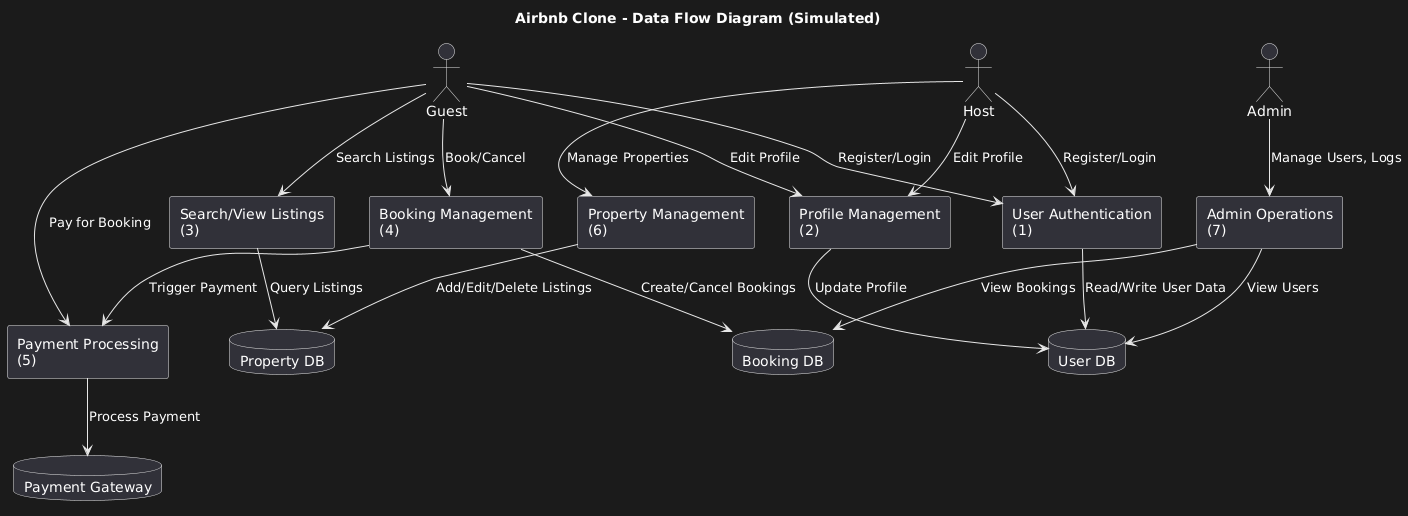 Airbnb Clone - Data Flow Diagram (Simulated)
Guest
Host
Admin
Search Listings
Book/Cancel
Manage Properties
Edit Profile
Register/Login
Edit Profile
Register/Login
Manage Users, Logs
Pay for Booking
Search/View Listings
(3)
Booking Management
(4)
Property Management
(6)
Profile Management
(2)
User Authentication
(1)
Admin Operations
(7)
Trigger Payment
Query Listings
Add/Edit/Delete Listings
Create/Cancel Bookings
Update Profile
View Bookings
Read/Write User Data
View Users
Payment Processing
(5)
Property DB
Booking DB
User DB
Process Payment
Payment Gateway